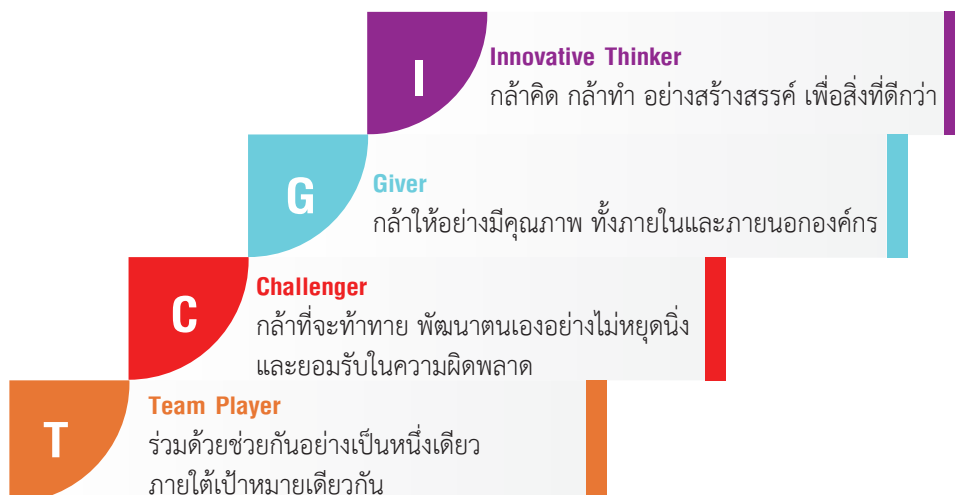 I
Innovative Thinker
กล้าคิด กล้าทำ อย่างสร้างสรรค์ เพื่อสิ่งที่ดีกว่า
G
Giver
กล้าให้อย่างมีคุณภาพ ทั้งภายในและภายนอกองค์กร
C
Challenger
กล้าที่จะท้าทาย พัฒนาตนเองอย่างไม่หยุดนิ่ง
และยอมรับในความผิดพลาด
T
Team Player
ร่วมด้วยช่วยกันอย่างเป็นหนึ่งเดียว
ภายใต้เป้าหมายเดียวกัน